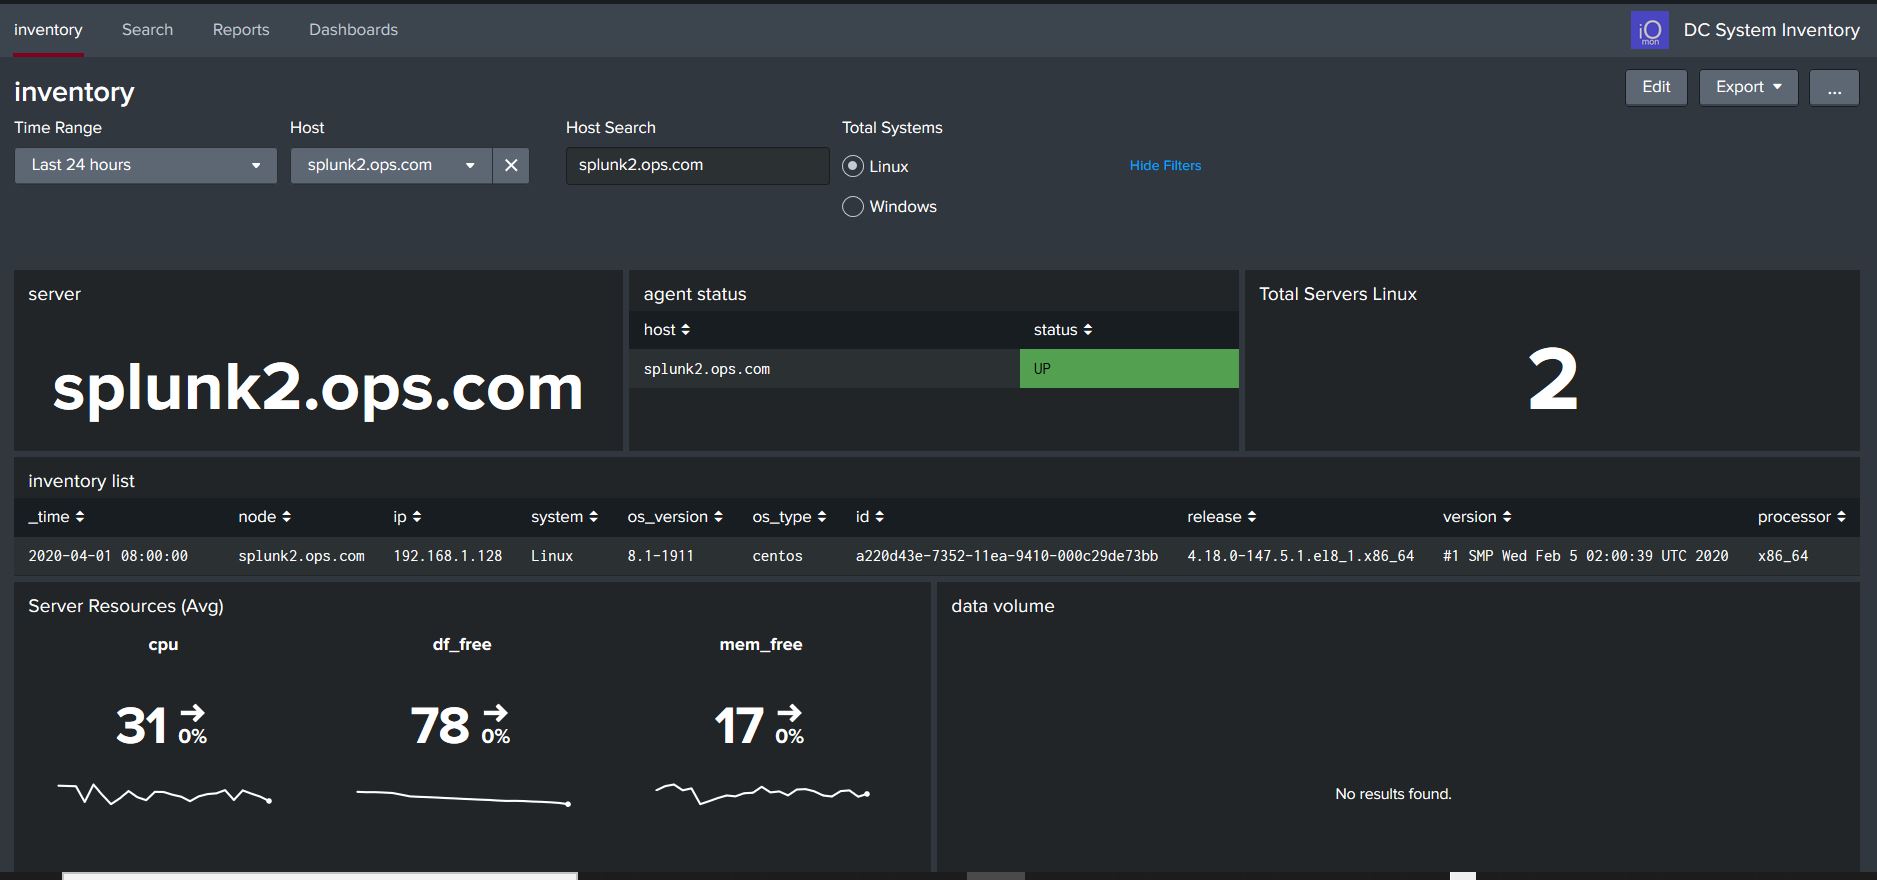 inventory Search Reports Dashboards iO mon DC System Inventory
inventory Edit Export ...
Time Range Host Host Search Total Systems
Last 24 hours splunk2.ops.com splunk2.ops.com Linux Hide Filters
Windows
server agent status Total Servers Linux
host status
splunk2.ops.com UP
splunk2.ops.com 2
inventory list
_time node ip system os_version os_type id release version processor
2020-04-01 08:00:00 splunk2.ops.com 192.168.1.128 Linux 8.1-1911 centos a220d43e-7352-11ea-9410-000c29de73bb 4.18.0-147.5.1.el8_1.x86_64 #1 SMP Wed Feb 5 02:00:39 UTC 2020 x86_64
Server Resources (Avg) data volume
cpu df_free mem_free
31 0% 78 0% 17 0%
No results found.